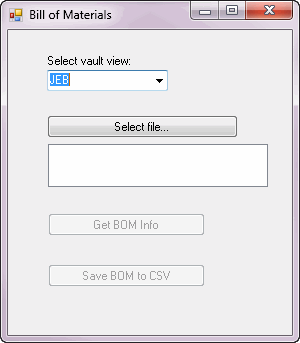 Bill of Materials
Select vault view:
JEB
Select file...
Get BOM Info
Save BOM to CSV